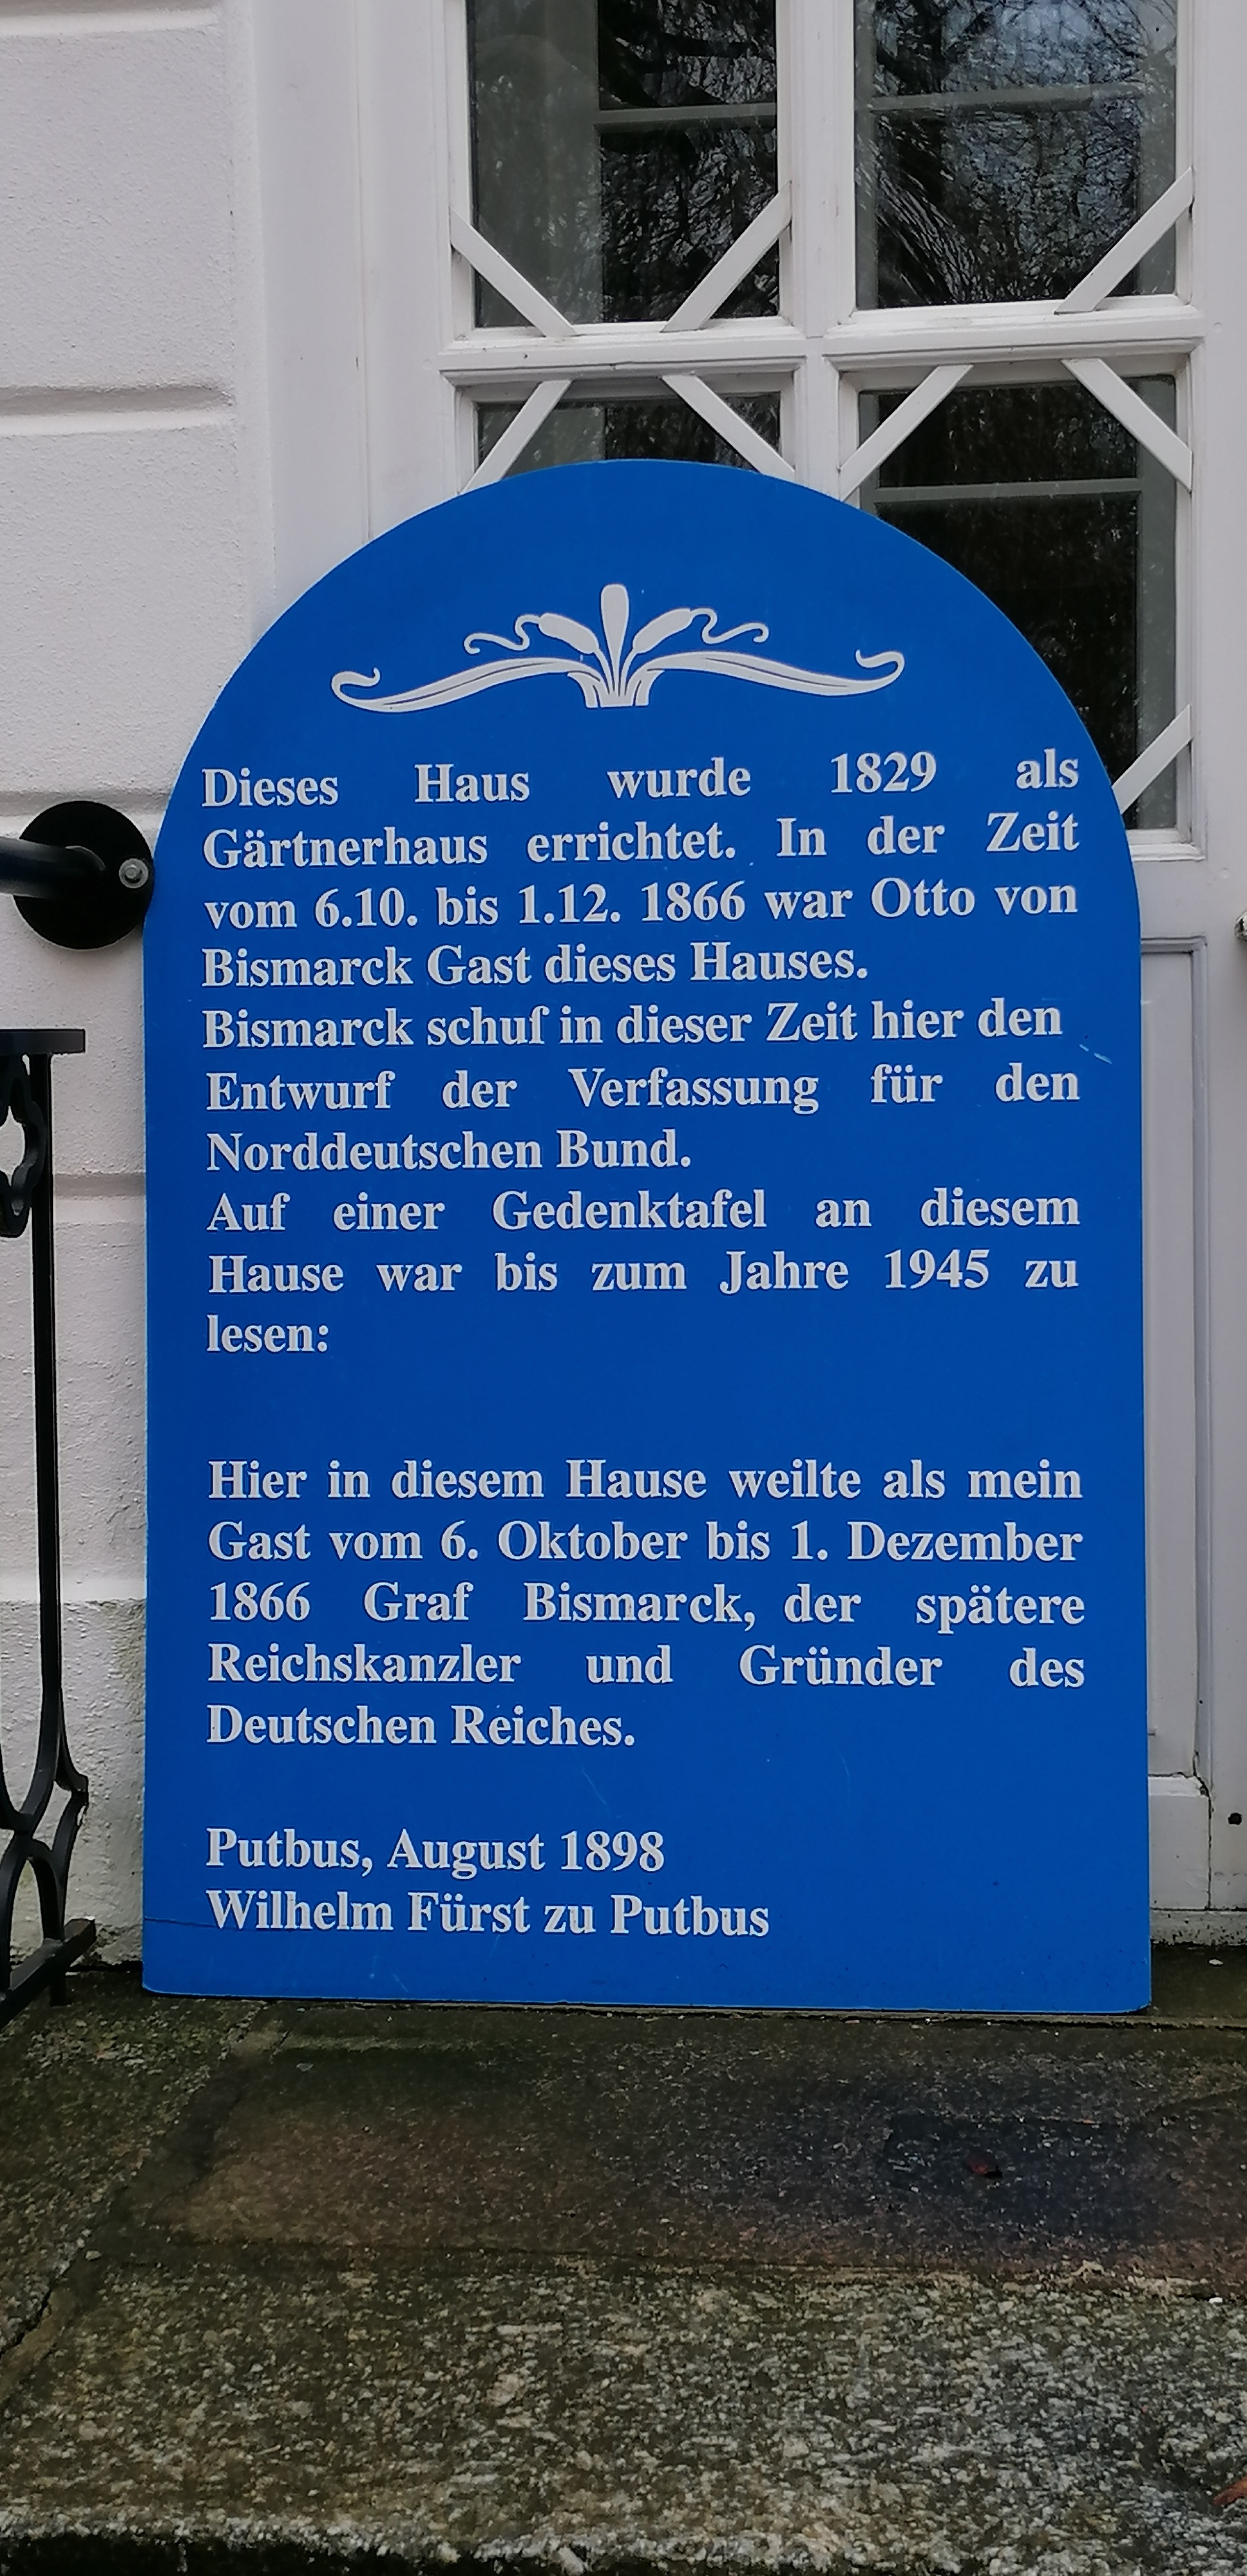 Dieses Haus wurde 1829 als
Gärtnerhaus errichtet. In der Zeit
vom 6.10. bis 1.12. 1866 war Otto von
Bismarck Gast dieses Hauses.
Bismarck schuf in dieser Zeit hier den
Entwurf der Verfassung für den
Norddeutschen Bund.
Auf einer Gedenktafel an diesem
Hause war bis zum Jahre 1945 zu
lesen:
Hier in diesem Hause weilte als mein
Gast vom 6. Oktober bis 1. Dezember
1866 Graf Bismarck, der spätere
Reichskanzler und Gründer des
Deutschen Reiches.
Putbus, August 1898
Wilhelm Fürst zu Putbus